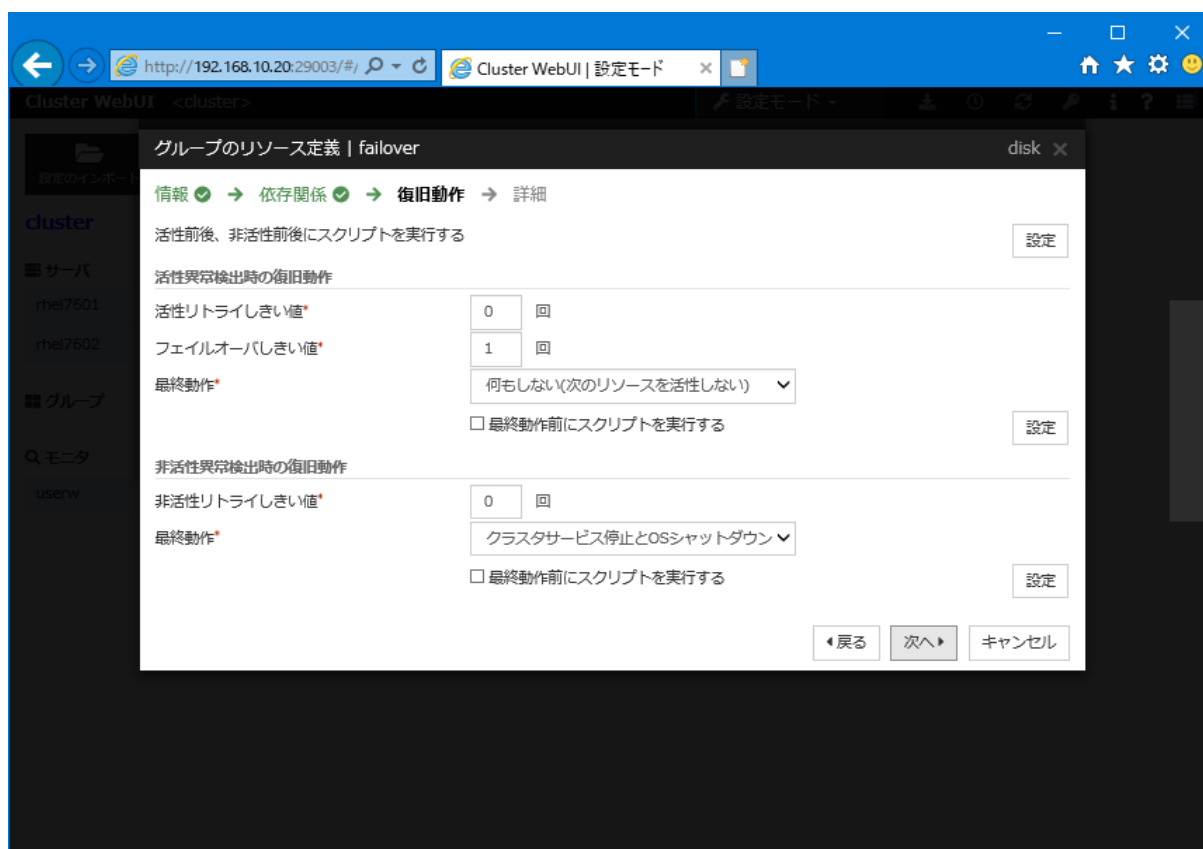 http://192.168.10.20:29003/#/
Cluster WebUI | 設定モード
Cluster WebUI <cluster>
設定モード
設定のインポート
cluster
サーバ
rhel7601
rhel7602
グループ
モニタ
userw
グループのリソース定義 | failover
disk
情報 → 依存関係 → 復旧動作 → 詳細
活性前後、非活性前後にスクリプトを実行する 設定
活性異常検出時の復旧動作
活性リトライしきい値* 0 回
フェイルオーバしきい値* 1 回
最終動作* 何もしない(次のリソースを活性しない)
最終動作前にスクリプトを実行する 設定
非活性異常検出時の復旧動作
非活性リトライしきい値* 0 回
最終動作* クラスタサービス停止とOSシャットダウン
最終動作前にスクリプトを実行する 設定
戻る 次へ キャンセル